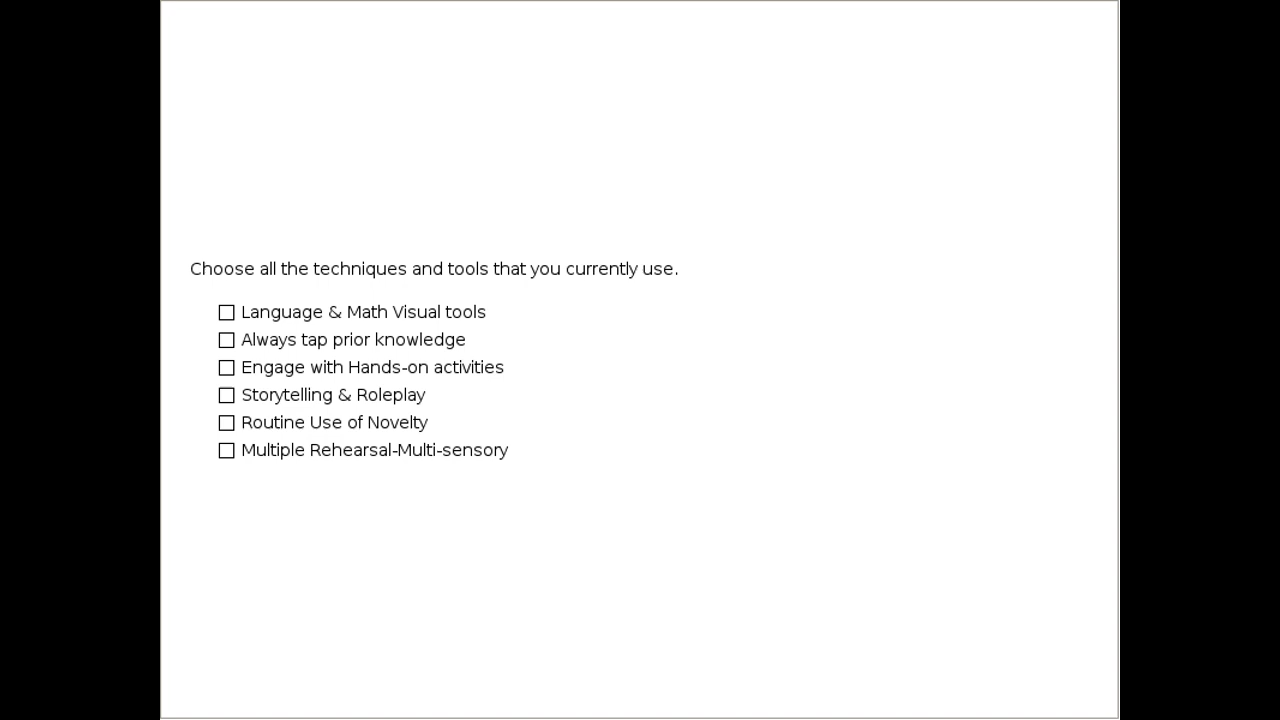 Choose all the techniques and tools that you currently use.
Language & Math Visual tools
Always tap prior knowledge
Engage with Hands-on activities
Storytelling & Roleplay
Routine Use of Novelty
Multiple Rehearsal-Multi-sensory